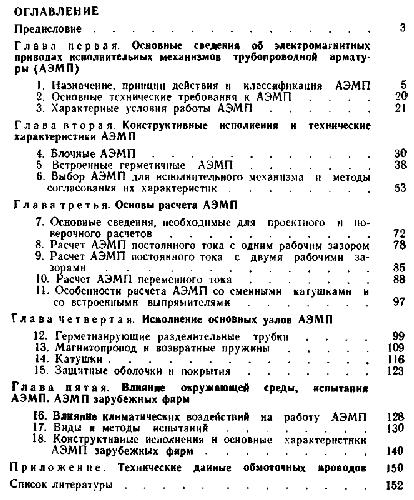 ОГЛАВЛЕНИЕ
Предисловие . . . . . . . . . . . . . 3
Глава первая. Основные сведения об электромагнитных
приводах исполнительных механизмов трубопроводной армату-
ры (АЭМП)
1. Назначение, принцип действия и классификация АЭМП 5
2. Основные технические требования к АЭМП . . . . 20
3. Характерные условия работы АЭМП . . . . . . 21
Глава вторая. Конструктивные исполнения и технические
характеристики АЭМП
4. Блочные АЭМП . . . . . . . . . . . 30
5. Встроенные герметичные АЭМП . . . . . . . 38
6. Выбор АЭМП для исполнительного механизма и методы
согласования их характеристик . . . . . . . . 53
Глава третья. Основы расчета АЭМП
7. Основные сведения, необходимые для проектного и по-
верочного расчетов . . . . . . . . . . . 72
8. Расчет АЭМП постоянного тока с одним рабочим зазором 78
9. Расчет АЭМП постоянного тока с двумя рабочими за-
зорами . . . . . . . . . . . . . . 85
10. Расчет АЭМП переменного тока . . . . . . . 88
11. Особенности расчета АЭМП со сменными катушками и
со встроенными выпрямителями . . . . . . . . 97
Глава четвертая. Исполнение основных узлов АЭМП
12. Герметизирующие разделительные трубки . . . . 99
13. Магнитопровод и возвратные пружины . . . . . 109
14. Катушки . . . . . . . . . . . . . 116
15. Защитные оболочки и покрытия . . . . . . . 123
Глава пятая. Влияние окружающей среды, испытания
АЭМП. АЭМП зарубежных фирм
16. Влияние климатических воздействий на работу АЭМП 128
17. Виды и методы испытаний . . . . . . . . 130
18. Конструктивные исполнения и основные характеристики
АЭМП зарубежных фирм . . . . . . . . . 140
Приложение. Технические данные обмоточных проводов 150
Список литературы . . . . . . . . . . . . 152